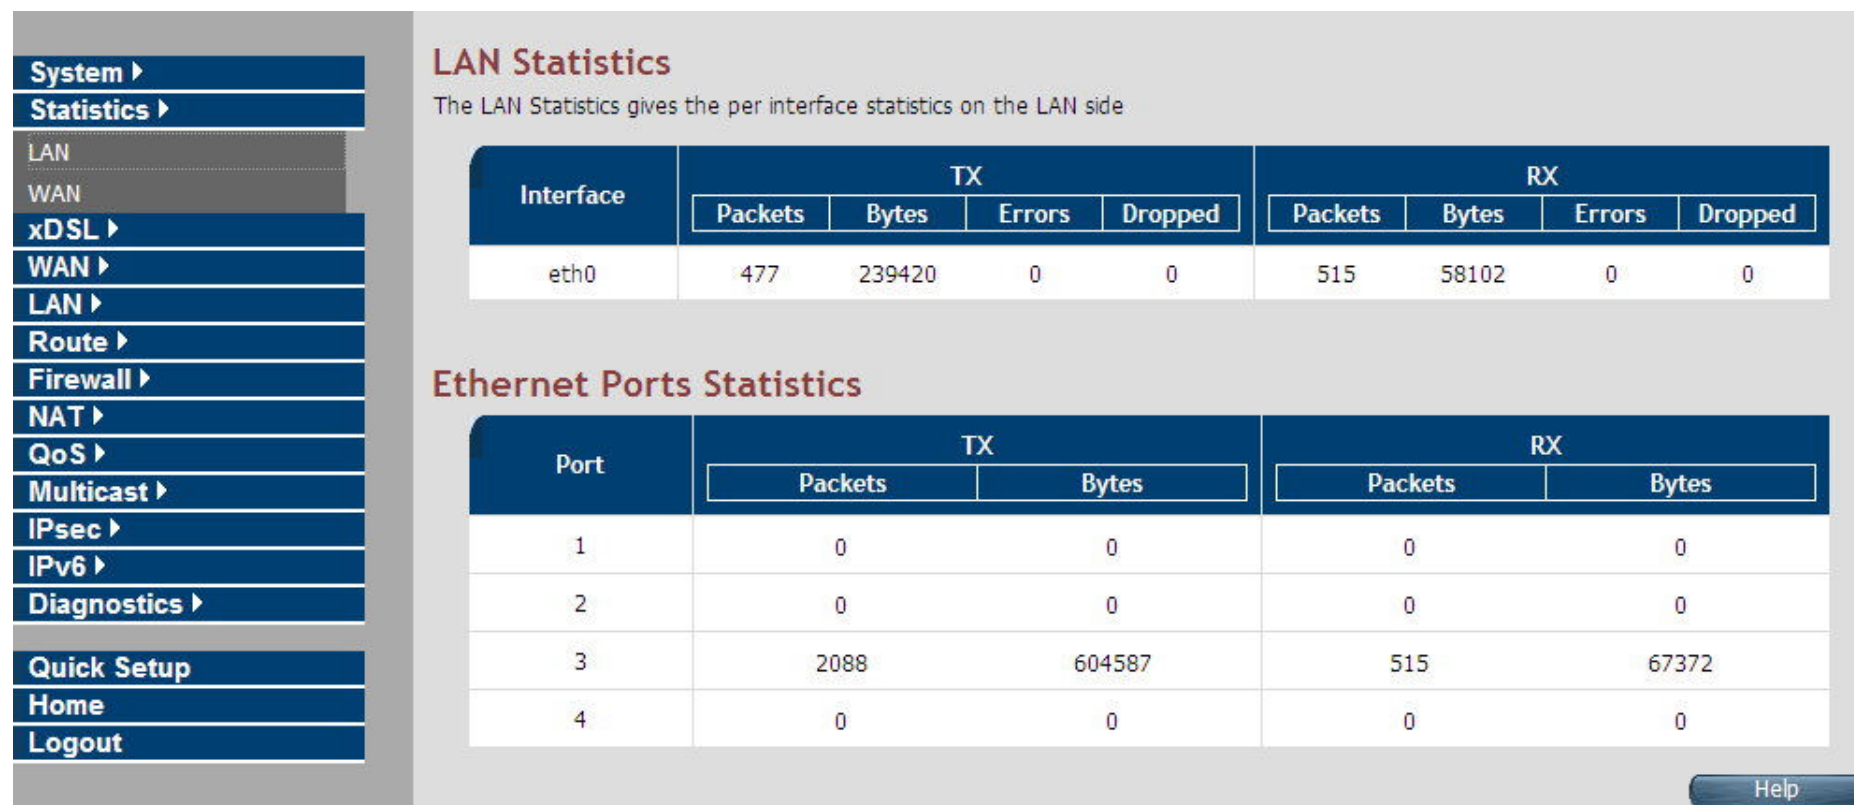 System
Statistics
LAN
WAN
xDSL
WAN
LAN
Route
Firewall
NAT
QoS
Multicast
IPsec
IPv6
Diagnostics
Quick Setup
Home
Logout
LAN Statistics
The LAN Statistics gives the per interface statistics on the LAN side
Interface TX RX
Packets Bytes Errors Dropped Packets Bytes Errors Dropped
eth0 477 239420 0 0 515 58102 0 0
Ethernet Ports Statistics
Port TX RX
Packets Bytes Packets Bytes
1 0 0 0 0
2 0 0 0 0
3 2088 604587 515 67372
4 0 0 0 0
Help